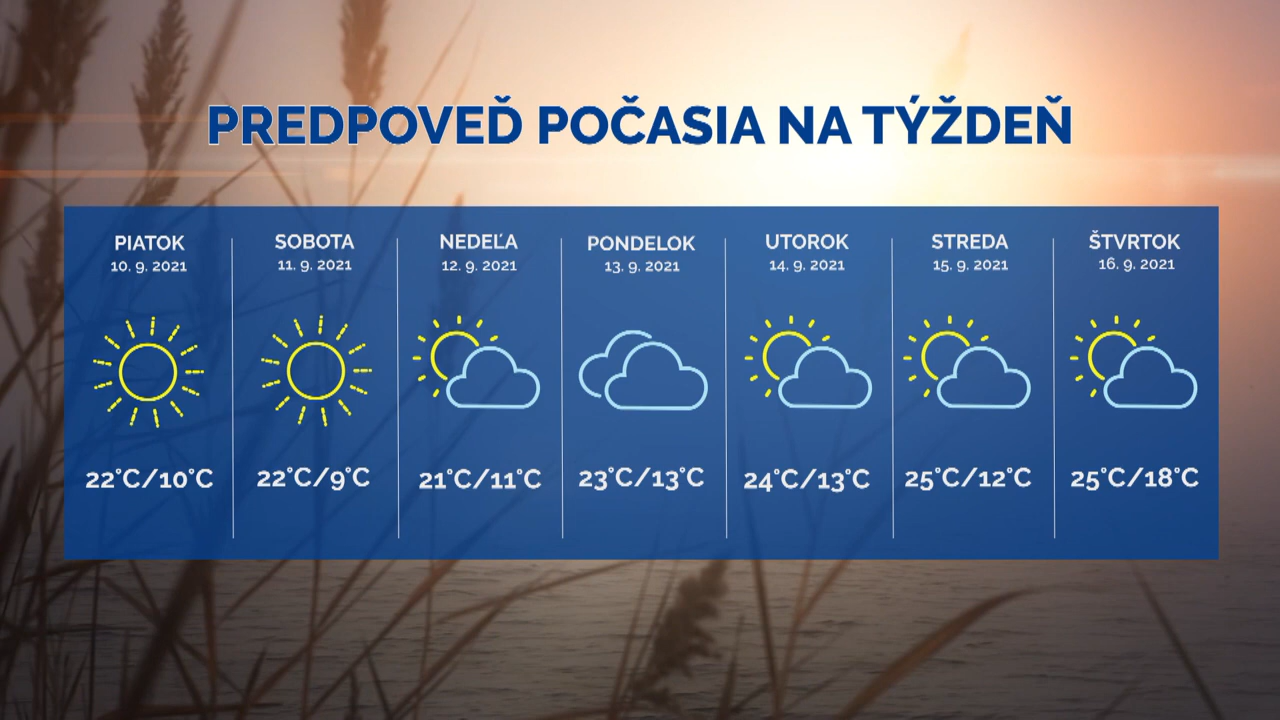 PREDPOVEĎ POČASIA NA TÝŽDEŇ
PIATOK
10. 9. 2021
22°C/10°C
SOBOTA
11. 9. 2021
22°C/9°C
NEDEĽA
12. 9. 2021
21°C/11°C
PONDELOK
13. 9. 2021
23°C/13°C
UTOROK
14. 9. 2021
24°C/13°C
STREDA
15. 9. 2021
25°C/12°C
ŠTVRTOK
16. 9. 2021
25°C/18°C